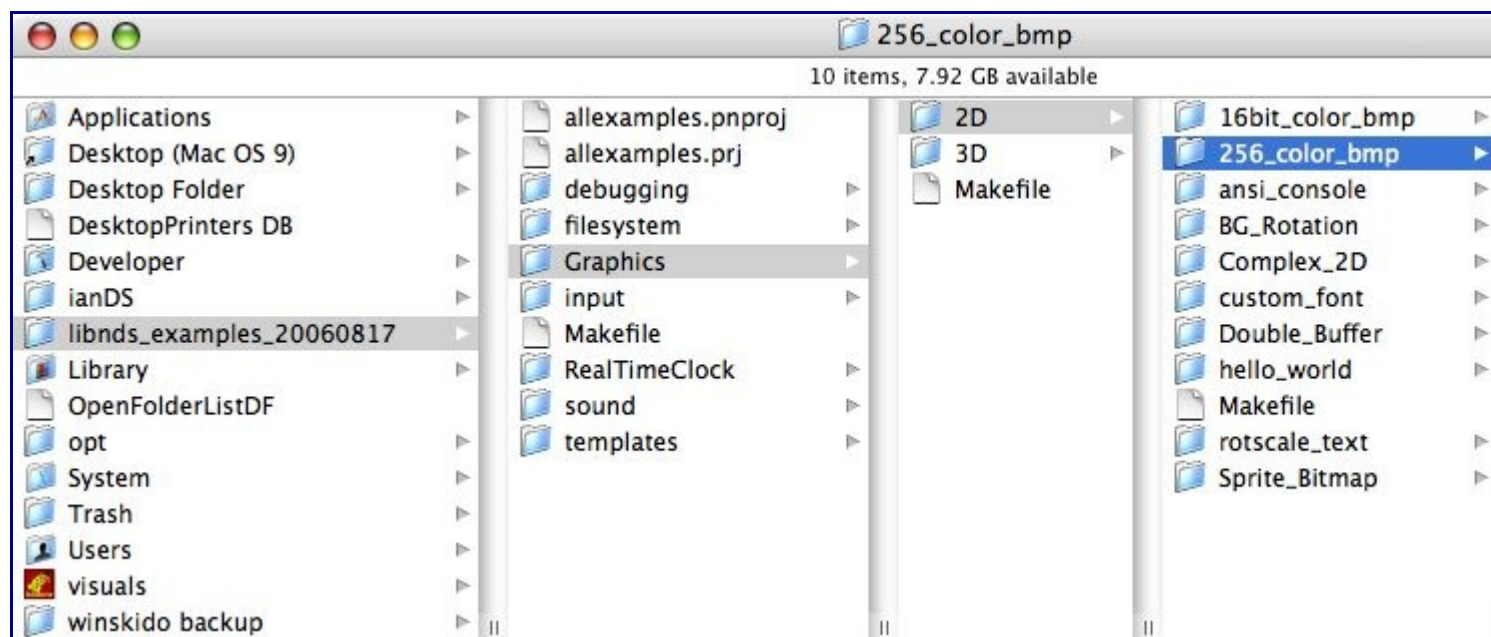 256_color_bmp
10 items, 7.92 GB available
Applications
Desktop (Mac OS 9)
Desktop Folder
DesktopPrinters DB
Developer
ianDS
libnds_examples_20060817
Library
OpenFolderListDF
opt
System
Trash
Users
visuals
winskido backup
allexamples.pnproj
allexamples.prj
debugging
filesystem
Graphics
input
Makefile
RealTimeClock
sound
templates
2D
3D
Makefile
16bit_color_bmp
256_color_bmp
ansi_console
BG_Rotation
Complex_2D
custom_font
Double_Buffer
hello_world
Makefile
rotscale_text
Sprite_Bitmap